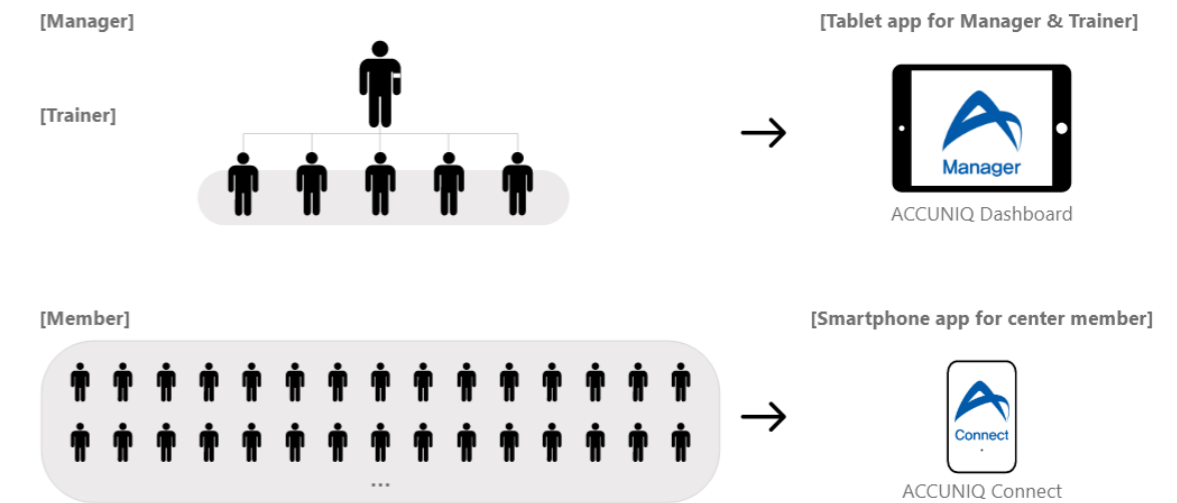 [Manager]
[Tablet app for Manager & Trainer]
[Trainer]
Manager
ACCUNIQ Dashboard
[Member]
[Smartphone app for center member]
Connect
...
ACCUNIQ Connect